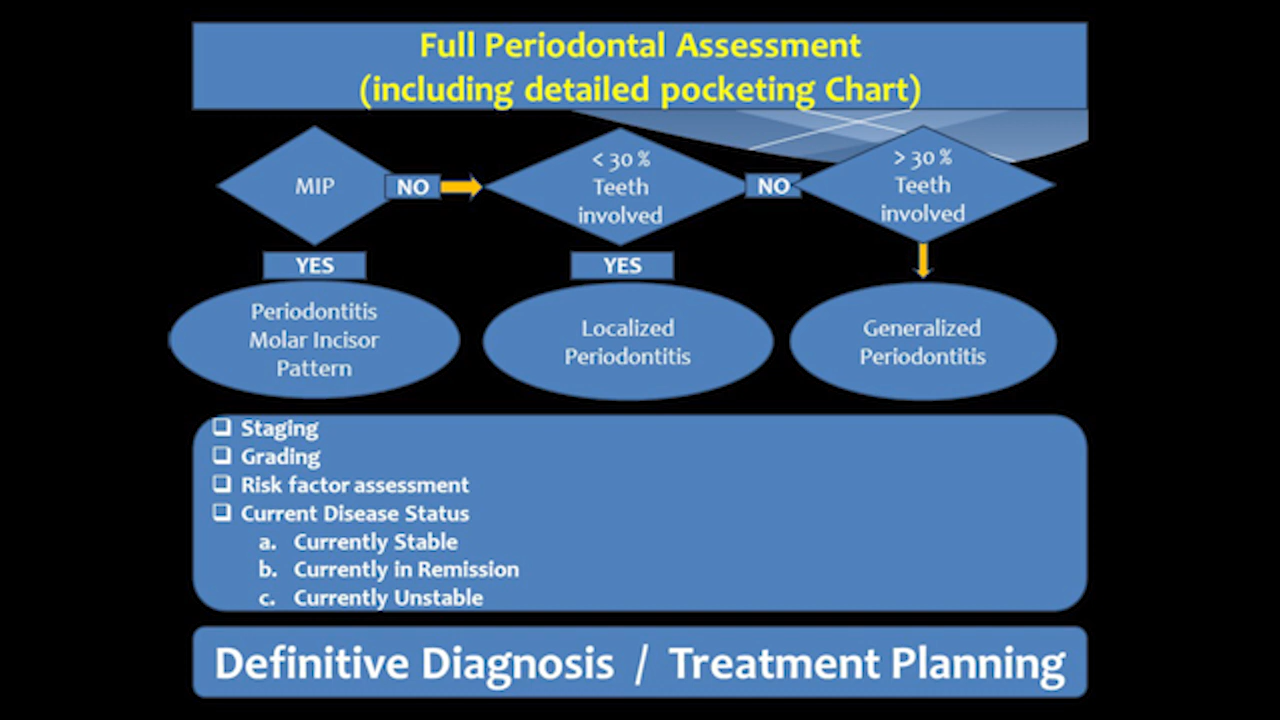 Full Periodontal Assessment
(including detailed pocketing Chart)
MIP
NO
< 30 %
Teeth
involved
NO
> 30 %
Teeth
involved
YES
YES
Periodontitis
Molar Incisor
Pattern
Localized
Periodontitis
Generalized
Periodontitis
❑ Staging
❑ Grading
❑ Risk factor assessment
❑ Current Disease Status
a. Currently Stable
b. Currently in Remission
c. Currently Unstable
Definitive Diagnosis / Treatment Planning